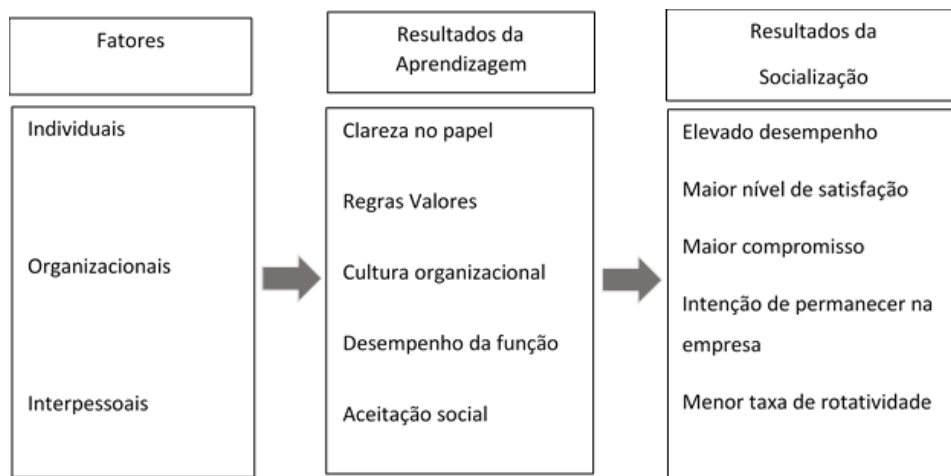 Fatores
Individuais
Organizacionais
Interpessoais
Resultados da
Aprendizagem
Clareza no papel
Regras Valores
Cultura organizacional
Desempenho da função
Aceitação social
Resultados da
Socialização
Elevado desempenho
Maior nível de satisfação
Maior compromisso
Intenção de permanecer na
empresa
Menor taxa de rotatividade